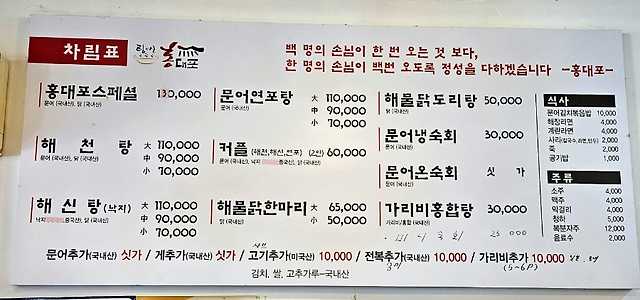 차림표
홍대포
백 명의 손님이 한 번 오는 것 보다,
한 명의 손님이 백번 오도록 정성을 다하겠습니다 -홍대포-
홍대포스페셜 130,000
문어 (국내산), 닭 (국내산)
해천탕 大 110,000
문어 (국내산), 닭 (국내산) 中 90,000
小 70,000
해신탕(낙지) 大 110,000
中 90,000
小 70,000
문어연포탕 大 110,000
문어 (국내산) 中 90,000
小 70,000
커플(해천,해신,연포) (2인) 60,000
해물닭한마리 大 65,000
小 50,000
해물닭도리탕 50,000
닭 (국내산)
문어냉숙회 30,000
문어 (국내산)
문어온숙회 싯가
문어 (국내산)
가리비홍합탕 30,000
가리비/홍합 (국내산)
식사
문어김치볶음밥 10,000
해장라면 4,000
계란라면 4,000
사리(칼국수,라면,만두) 2,000
죽 2,000
공기밥 1,000
주류
소주 4,000
맥주 4,000
막걸리 4,000
청하 5,000
복분자주 12,000
음료수 2,000
문어추가(국내산) 싯가 / 게추가(국내산) 싯가 / 고기추가(미국산) 10,000 / 전복추가(국내산) 10,000 / 가리비추가 10,000
(5~6P)
김치, 쌀, 고추가루-국내산